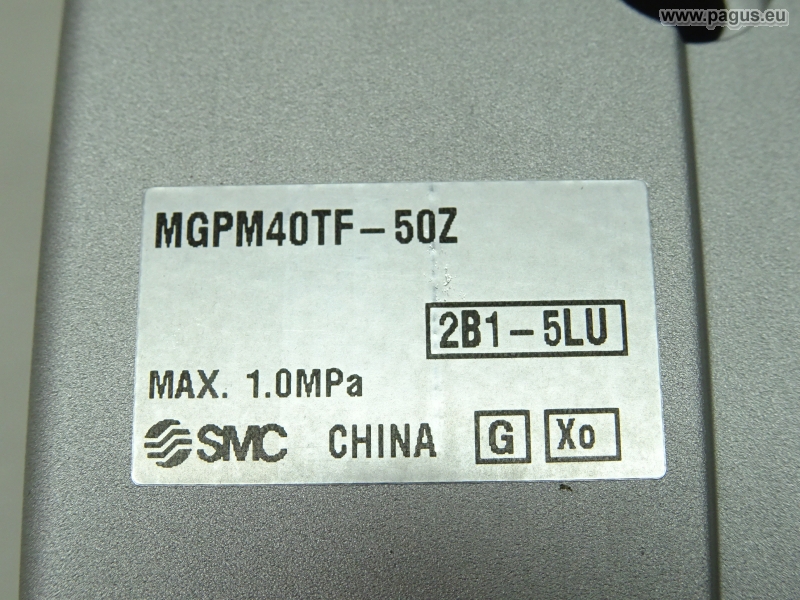 www.pagus.eu
MGPM40TF-50Z
2B1-5LU
MAX. 1.0MPa
SMC CHINA G Xo